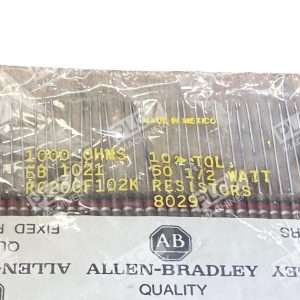 MADE IN MEXICO
1000 OHMS 10% TOL.
EB 1021 50 1/2 WATT
RC20GF102K RESISTORS
8029
AB
FIXED R
ALLEN- ALLEN-BRADLEY ALLEN
QUALITY